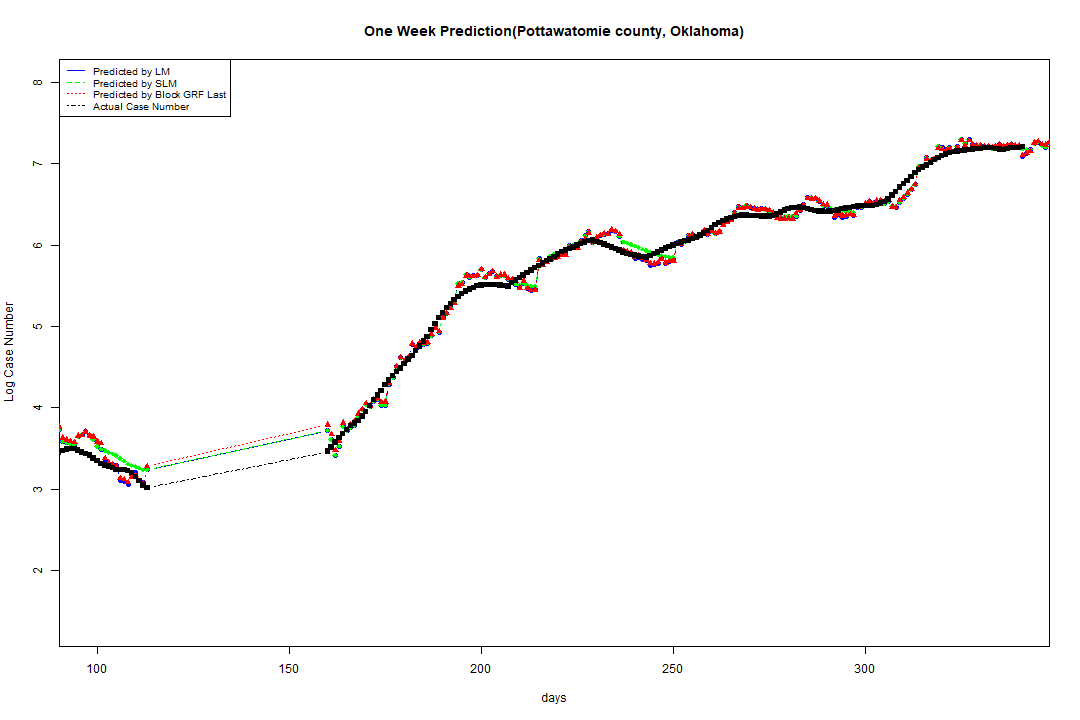 One Week Prediction(Pottawatomie county, Oklahoma)
Predicted by LM
Predicted by SLM
Predicted by Block GRF Last
Actual Case Number
8
7
6
5
4
3
2
Log Case Number
100 150 200 250 300
days